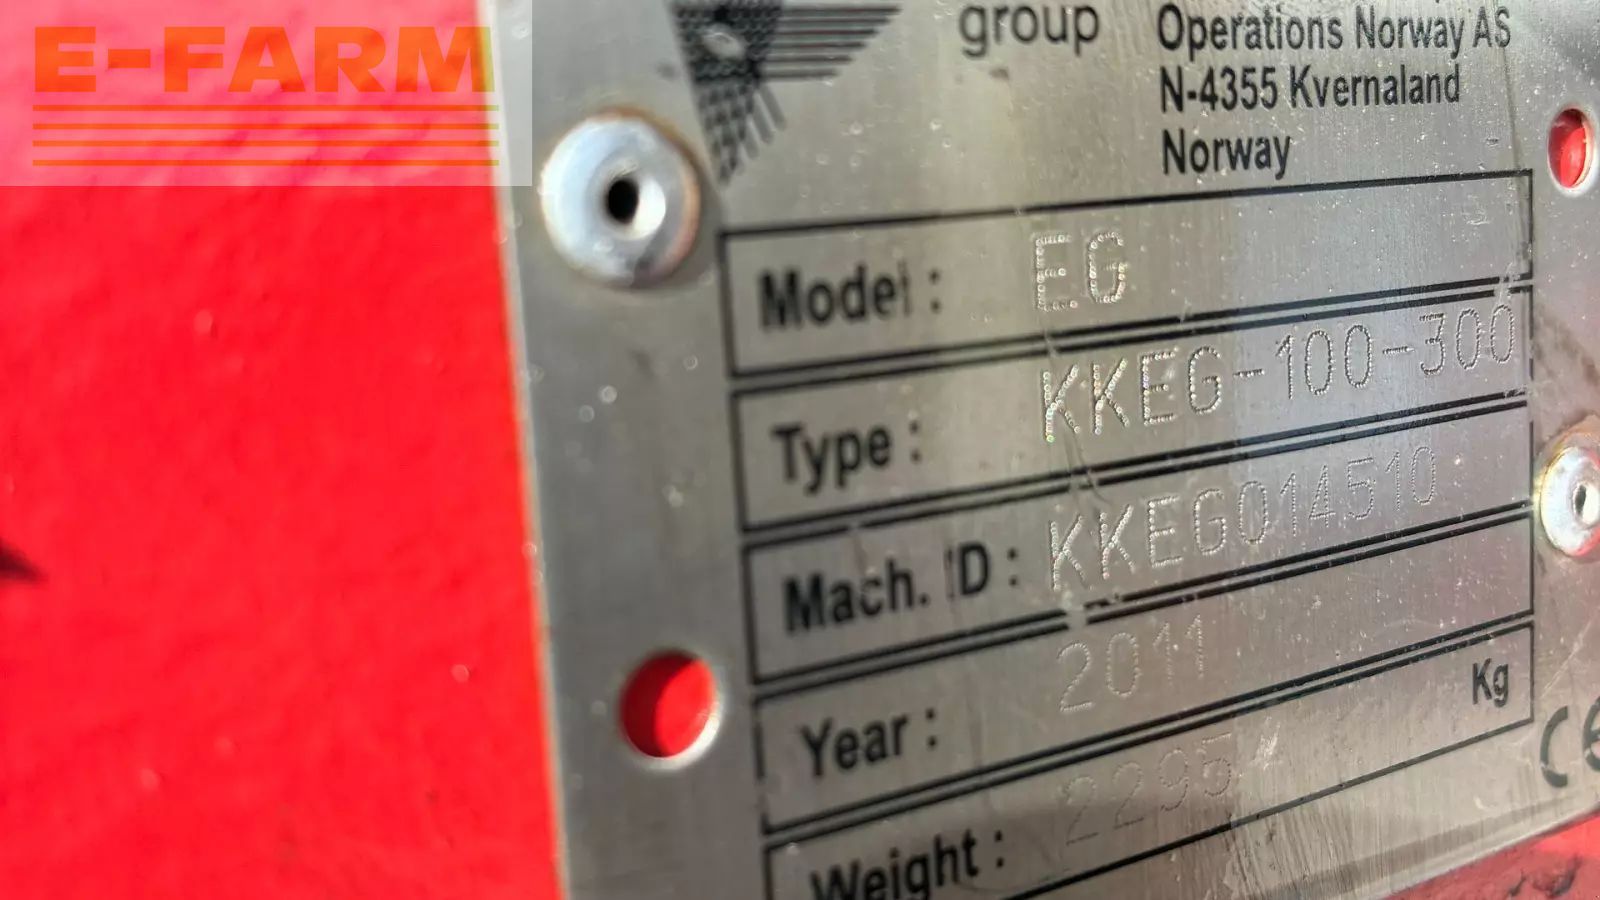 E-FARM
group
Operations Norway AS
N-4355 Kvernaland
Norway
Model : EG
Type : KKEG-100-300
Mach. ID : KKEG014510
Year : 2011
Weight : 2295 Kg
CE